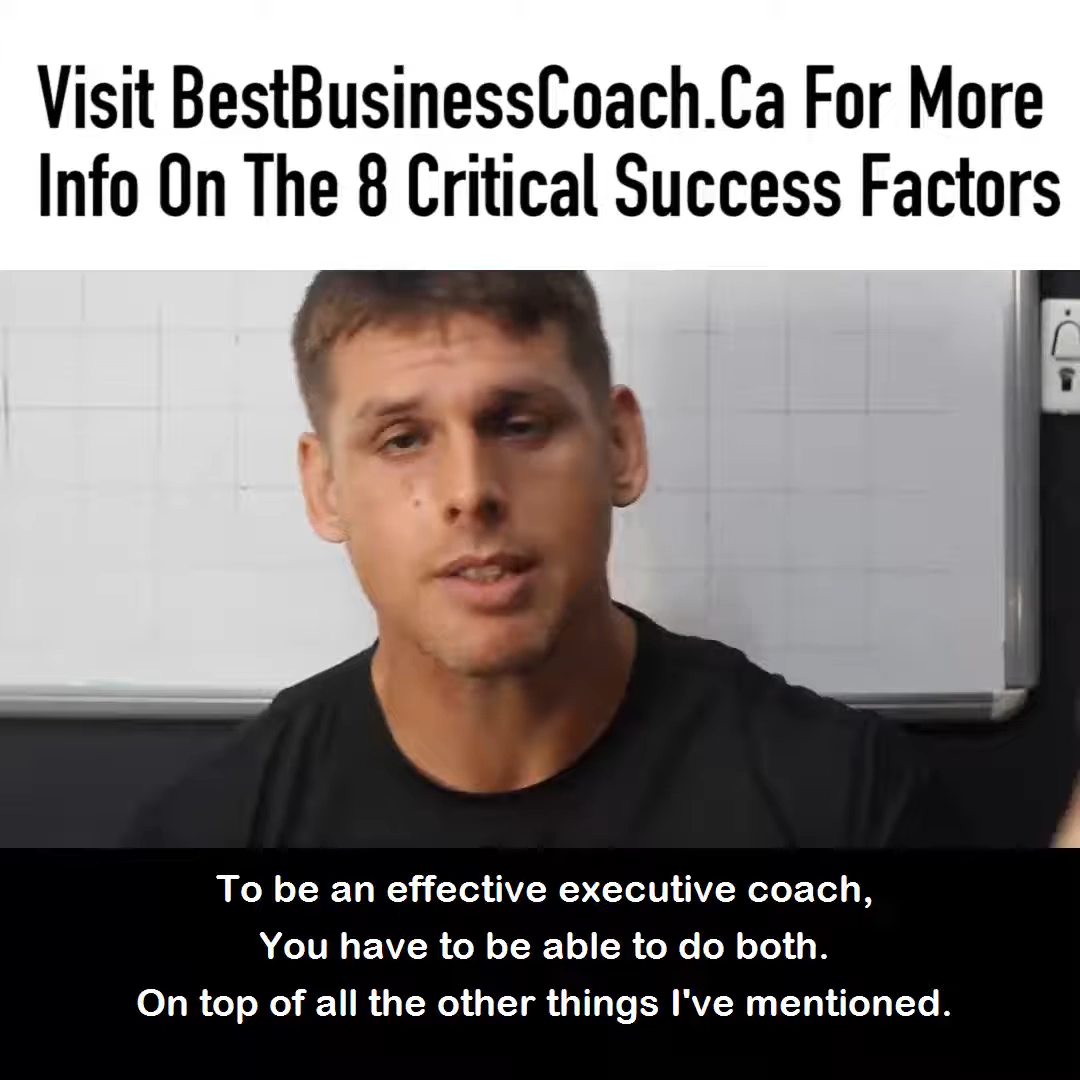 Visit BestBusinessCoach.Ca For More
Info On The 8 Critical Success Factors
To be an effective executive coach,
You have to be able to do both.
On top of all the other things I've mentioned.